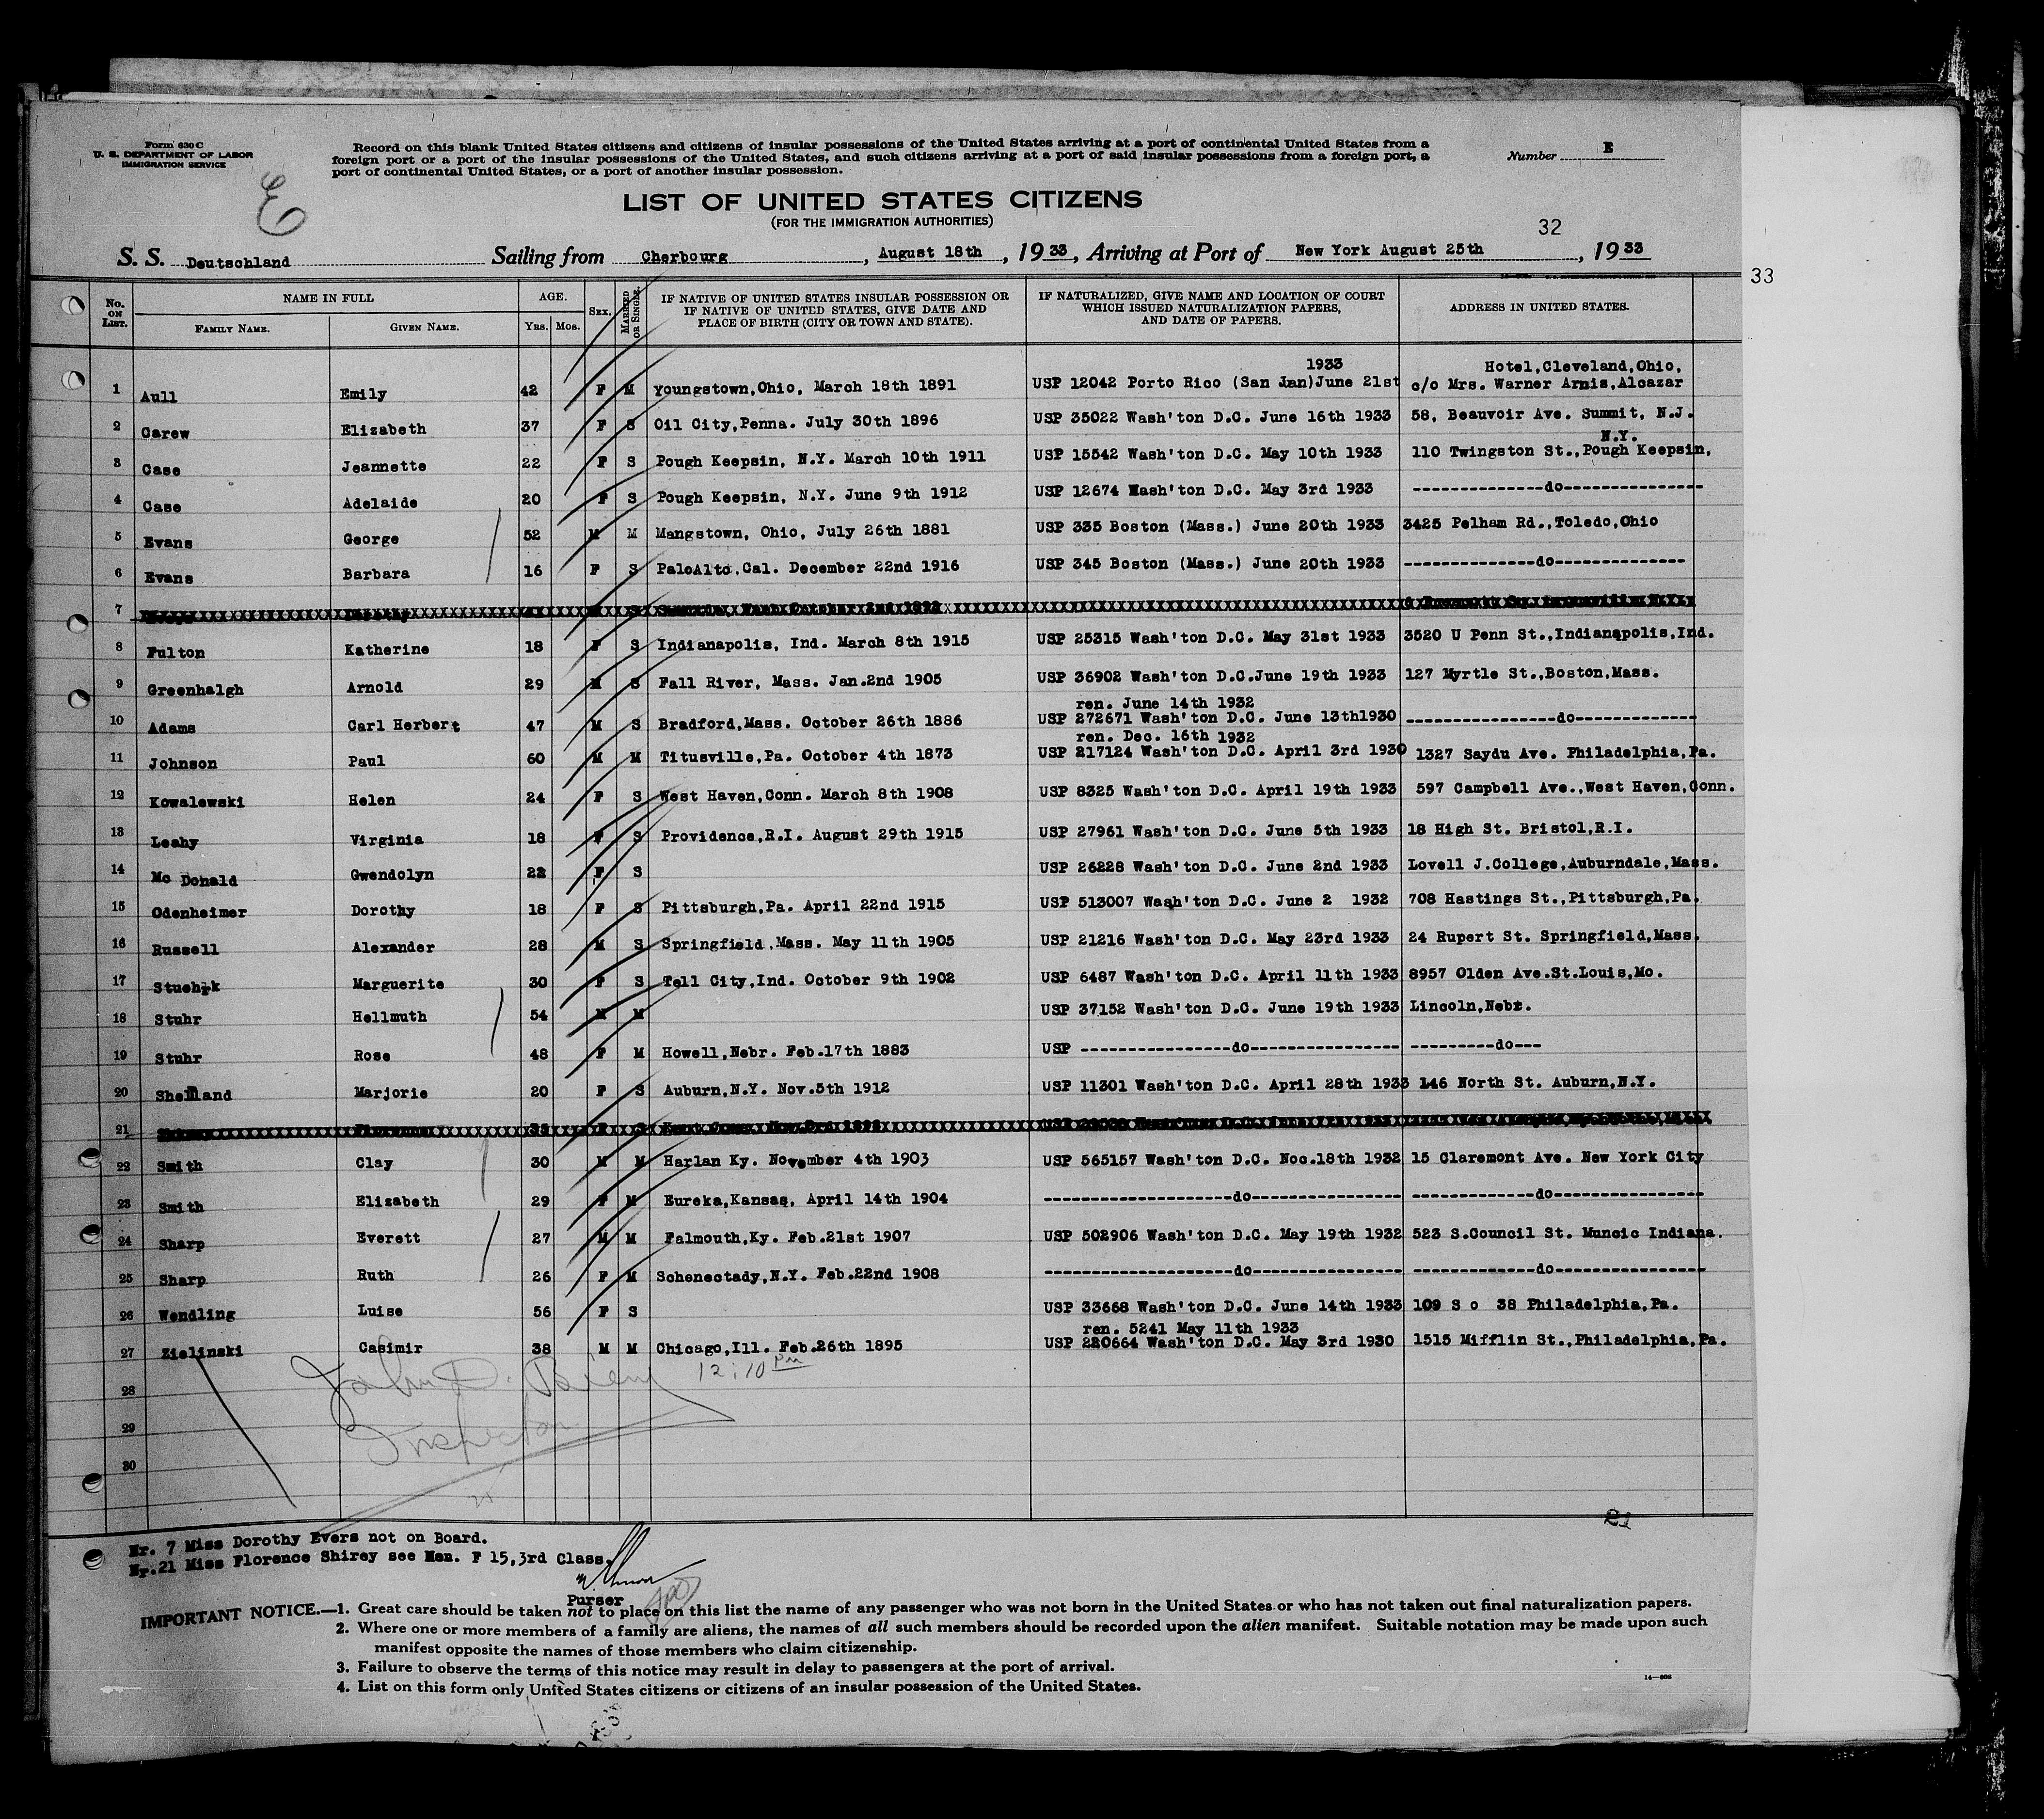 Form 630 C
U. S. DEPARTMENT OF LABOR
IMMIGRATION SERVICE
Record on this blank United States citizens and citizens of insular possessions of the United States arriving at a port of continental United States from a
foreign port or a port of the insular possessions of the United States, and such citizens arriving at a port of said insular possessions from a foreign port, a
port of continental United States, or a port of another insular possession.
Number E
E
LIST OF UNITED STATES CITIZENS
(FOR THE IMMIGRATION AUTHORITIES)
32
S. S. Deutschland Sailing from Cherbourg, August 18th, 1933, Arriving at Port of New York August 25th, 1933
33
No. ON LIST. NAME IN FULL AGE. SEX. MARRIED OR SINGLE. IF NATIVE OF UNITED STATES INSULAR POSSESSION OR IF NATIVE OF UNITED STATES, GIVE DATE AND PLACE OF BIRTH (CITY OR TOWN AND STATE). IF NATURALIZED, GIVE NAME AND LOCATION OF COURT WHICH ISSUED NATURALIZATION PAPERS, AND DATE OF PAPERS. ADDRESS IN UNITED STATES.
FAMILY NAME. GIVEN NAME. Yrs. Mos.
1933 Hotel,Cleveland,Ohio,
1 Aull Emily 42 F M Youngstown,Ohio, March 18th 1891 USP 12042 Porto Rico (San Jan)June 21st c/o Mrs. Warner Arnis,Alcazar
2 Carew Elizabeth 37 F S Oil City,Penna. July 30th 1896 USP 35022 Wash'ton D.C. June 16th 1933 58, Beauvoir Ave. Summit, N.J.
N.Y.
3 Case Jeannette 22 F S Pough Keepsin, N.Y. March 10th 1911 USP 15542 Wash'ton D.C. May 10th 1933 110 Twingston St.,Pough Keepsin,
4 Case Adelaide 20 F S Pough Keepsin, N.Y. June 9th 1912 USP 12674 Wash'ton D.C. May 3rd 1933 --------------do---------------
5 Evans George 52 M M Mangstown, Ohio, July 26th 1881 USP 335 Boston (Mass.) June 20th 1933 3425 Pelham Rd.,Toledo,Ohio
6 Evans Barbara 16 F S PaloAlto,Cal. December 22nd 1916 USP 345 Boston (Mass.) June 20th 1933 --------------do--------------
7
8 Fulton Katherine 18 F S Indianapolis, Ind. March 8th 1915 USP 25315 Wash'ton D.C. May 31st 1933 3520 U Penn St.,Indianapolis,Ind.
9 Greenhalgh Arnold 29 M S Fall River, Mass. Jan.2nd 1905 USP 36902 Wash'ton D.C.June 19th 1933 127 Myrtle St.,Boston,Mass.
ren. June 14th 1932
10 Adams Carl Herbert 47 M S Bradford,Mass. October 26th 1886 USP 272671 Wash'ton D.C. June 13th1930 ----------------do-------------
ren. Dec. 16th 1932
11 Johnson Paul 60 M M Titusville,Pa. October 4th 1873 USP 217124 Wash'ton D.C. April 3rd 1930 1327 Saydu Ave. Philadelphia,Pa.
12 Kowalewski Helen 24 F S West Haven,Conn. March 8th 1908 USP 8325 Wash'ton D.C. April 19th 1933 597 Campbell Ave.,West Haven,Conn.
13 Leahy Virginia 18 F S Providence,R.I. August 29th 1915 USP 27961 Wash'ton D.C. June 5th 1933 18 High St. Bristol,R.I.
14 Mc Donald Gwendolyn 22 F S USP 26228 Wash'ton D.C. June 2nd 1933 Lovell J.College,Auburndale,Mass.
15 Odenheimer Dorothy 18 F S Pittsburgh,Pa. April 22nd 1915 USP 513007 Wash'ton D.C. June 2 1932 708 Hastings St.,Pittsburgh,Pa.
16 Russell Alexander 28 M S Springfield,Mass. May 11th 1905 USP 21216 Wash'ton D.C. May 23rd 1933 24 Rupert St. Springfield,Mass.
17 Marguerite 30 F S Tell City,Ind. October 9th 1902 USP 6487 Wash'ton D.C. April 11th 1933 8957 Olden Ave.St.Louis,Mo.
18 Stuhr Hellmuth 54 M M USP 37152 Wash'ton D.C. June 19th 1933 Lincoln,Nebr.
19 Stuhr Rose 48 F M Howell,Nebr. Feb.17th 1883 USP ----------------do---------------- ---------do---
20 Marjorie 20 F S Auburn,N.Y. Nov.5th 1912 USP 11301 Wash'ton D.C. April 28th 1933 146 North St. Auburn,N.Y.
21
22 Smith Clay 30 M M Harlan Ky. November 4th 1903 USP 565157 Wash'ton D.C. Noc.18th 1932 15 Claremont Ave. New York City
23 Smith Elizabeth 29 F M Eureka,Kansas, April 14th 1904 --------------------do---------------- -------------do----------------
24 Sharp Everett 27 M M Falmouth,Ky. Feb.21st 1907 USP 502906 Wash'ton D.C. May 19th 1932 523 S.Council St. Muncic Indiana.
25 Sharp Ruth 26 F M Schenectady,N.Y. Feb.22nd 1908 --------------------do---------------- -------------do----------------
26 Wendling Luise 56 F S USP 33668 Wash'ton D.C. June 14th 1933 109 S o 38 Philadelphia,Pa.
ren. 5241 May 11th 1933
27 Zielinski Casimir 38 M M Chicago,Ill. Feb.26th 1895 USP 220664 Wash'ton D.C. May 3rd 1930 1515 Mifflin St.,Philadelphia,Pa.
12:10 PM
28 John D.
29 Inspector
30
21
Nr. 7 Miss Dorothy Evers not on Board.
Nr.21 Miss Florence Shirey see Man. F 15,3rd Class.
Purser
IMPORTANT NOTICE.—1. Great care should be taken not to place on this list the name of any passenger who was not born in the United States or who has not taken out final naturalization papers.
2. Where one or more members of a family are aliens, the names of all such members should be recorded upon the alien manifest. Suitable notation may be made upon such
manifest opposite the names of those members who claim citizenship.
3. Failure to observe the terms of this notice may result in delay to passengers at the port of arrival.
4. List on this form only United States citizens or citizens of an insular possession of the United States.